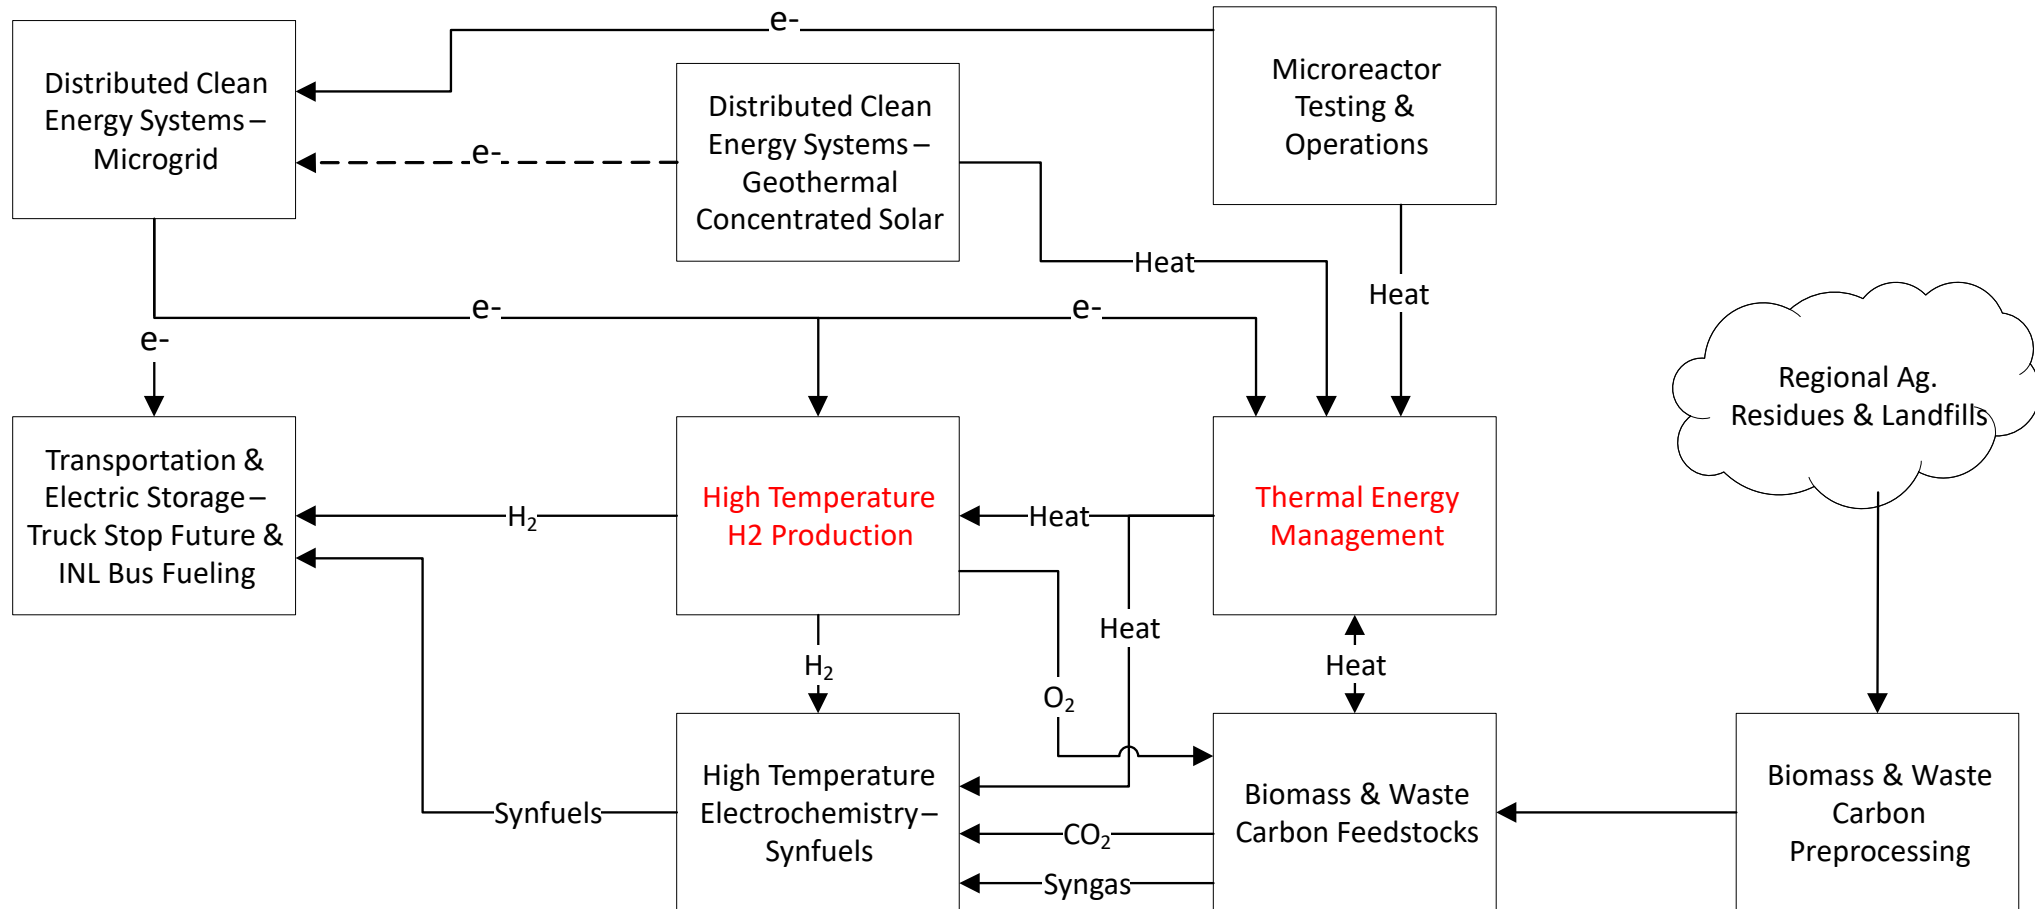 e-
Distributed Clean
Energy Systems –
Microgrid
Distributed Clean
Energy Systems –
Geothermal
Concentrated Solar
Microreactor
Testing &
Operations
e-
Heat
Heat
e-
e-
e-
Regional Ag.
Residues & Landfills
Transportation &
Electric Storage –
Truck Stop Future &
INL Bus Fueling
H₂
High Temperature
H2 Production
Heat
Thermal Energy
Management
Heat
H₂
O₂
Heat
Synfuels
High Temperature
Electrochemistry –
Synfuels
CO₂
Syngas
Biomass & Waste
Carbon Feedstocks
Biomass & Waste
Carbon
Preprocessing